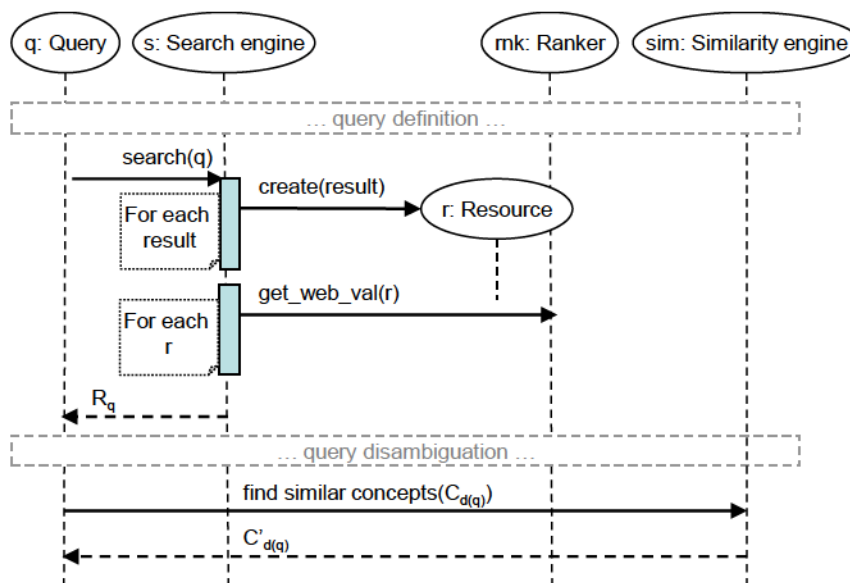 q: Query
s: Search engine
rnk: Ranker
sim: Similarity engine
... query definition ...
search(q)
create(result)
For each
result
r: Resource
get_web_val(r)
For each
r
Rq
... query disambiguation ...
find similar concepts(Cd(q))
C'd(q)